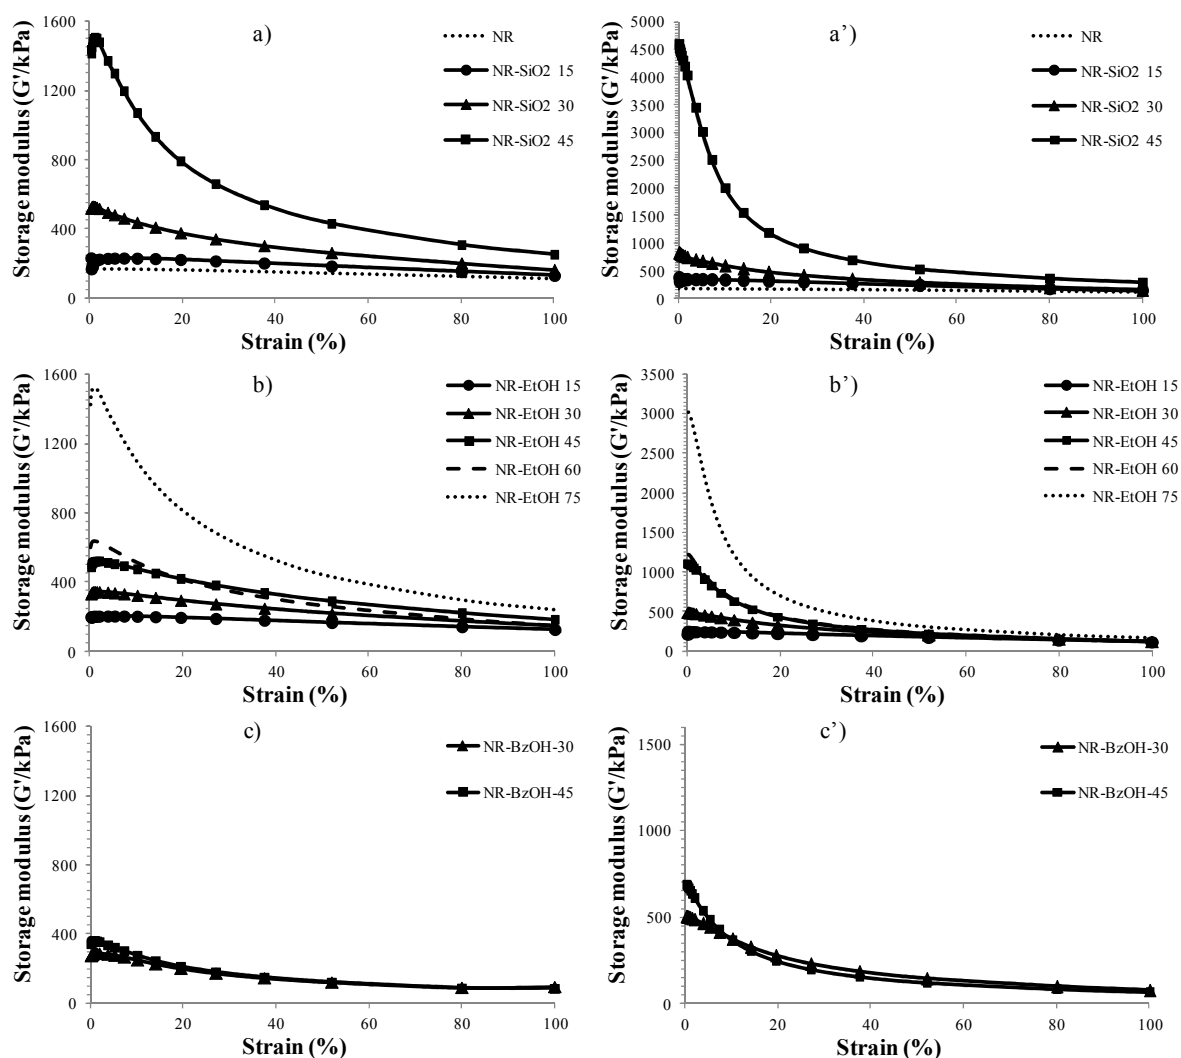 a)
Storage modulus (G'/kPa)
1600
1200
800
400
0
0 20 40 60 80 100
Strain (%)
NR
NR-SiO2 15
NR-SiO2 30
NR-SiO2 45
a’)
Storage modulus (G'/kPa)
5000
4500
4000
3500
3000
2500
2000
1500
1000
500
0
0 20 40 60 80 100
Strain (%)
NR
NR-SiO2 15
NR-SiO2 30
NR-SiO2 45
b)
Storage modulus (G'/kPa)
1600
1200
800
400
0
0 20 40 60 80 100
Strain (%)
NR-EtOH 15
NR-EtOH 30
NR-EtOH 45
NR-EtOH 60
NR-EtOH 75
b’)
Storage modulus (G'/kPa)
3500
3000
2500
2000
1500
1000
500
0
0 20 40 60 80 100
Strain (%)
NR-EtOH 15
NR-EtOH 30
NR-EtOH 45
NR-EtOH 60
NR-EtOH 75
c)
Storage modulus (G'/kPa)
1600
1200
800
400
0
0 20 40 60 80 100
Strain (%)
NR-BzOH-30
NR-BzOH-45
c’)
Storage modulus (G'/kPa)
1500
1000
500
0
0 20 40 60 80 100
Strain (%)
NR-BzOH-30
NR-BzOH-45